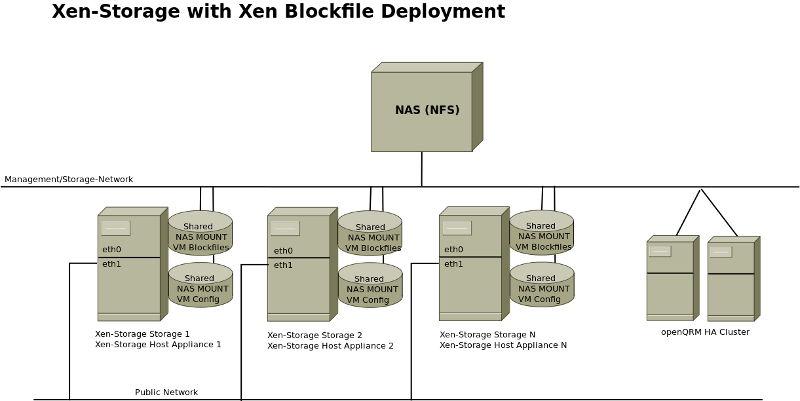 Xen-Storage with Xen Blockfile Deployment
NAS (NFS)
Management/Storage-Network
eth0
eth1
Shared
NAS MOUNT
VM Blockfiles
Shared
NAS MOUNT
VM Config
Xen-Storage Storage 1
Xen-Storage Host Appliance 1
eth0
eth1
Shared
NAS MOUNT
VM Blockfiles
Shared
NAS MOUNT
VM Config
Xen-Storage Storage 2
Xen-Storage Host Appliance 2
eth0
eth1
Shared
NAS MOUNT
VM Blockfiles
Shared
NAS MOUNT
VM Config
Xen-Storage Storage N
Xen-Storage Host Appliance N
openQRM HA Cluster
Public Network